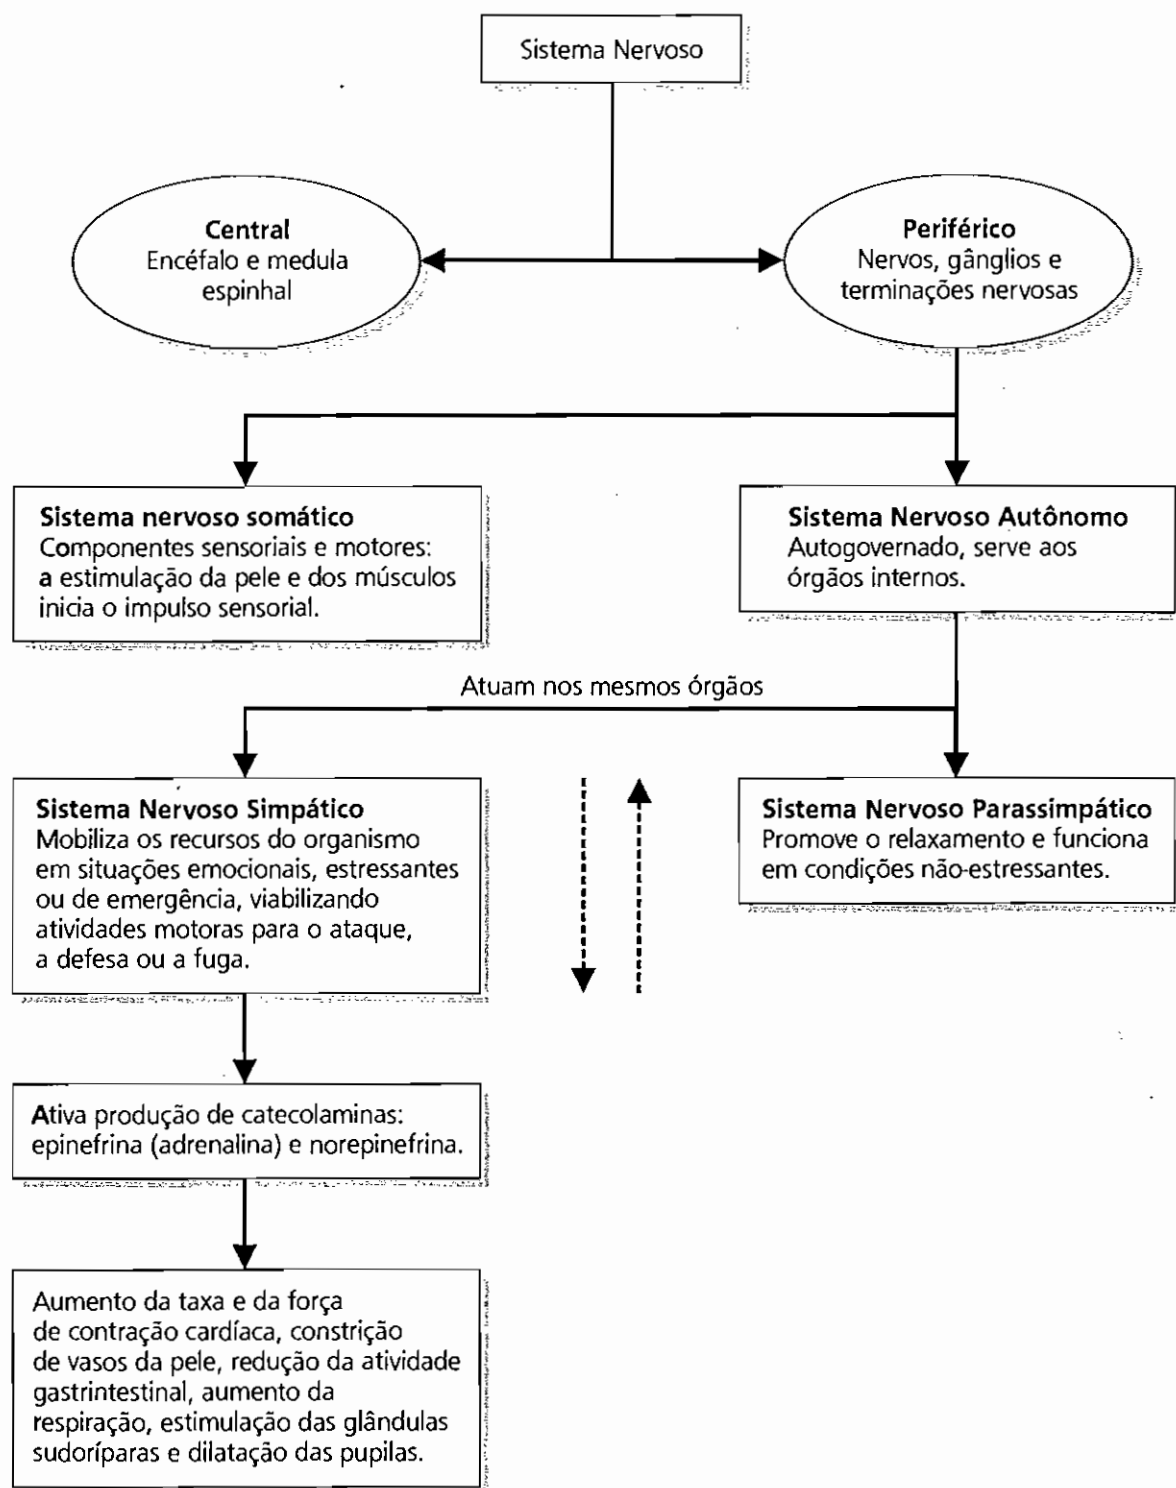 Sistema Nervoso
Central
Encéfalo e medula
espinhal
Periférico
Nervos, gânglios e
terminações nervosas
Sistema nervoso somático
Componentes sensoriais e motores:
a estimulação da pele e dos músculos
inicia o impulso sensorial.
Sistema Nervoso Autônomo
Autogovernado, serve aos
órgãos internos.
Atuam nos mesmos órgãos
Sistema Nervoso Simpático
Mobiliza os recursos do organismo
em situações emocionais, estressantes
ou de emergência, viabilizando
atividades motoras para o ataque,
a defesa ou a fuga.
Sistema Nervoso Parassimpático
Promove o relaxamento e funciona
em condições não-estressantes.
Ativa produção de catecolaminas:
epinefrina (adrenalina) e norepinefrina.
Aumento da taxa e da força
de contração cardíaca, constrição
de vasos da pele, redução da atividade
gastrintestinal, aumento da
respiração, estimulação das glândulas
sudoríparas e dilatação das pupilas.